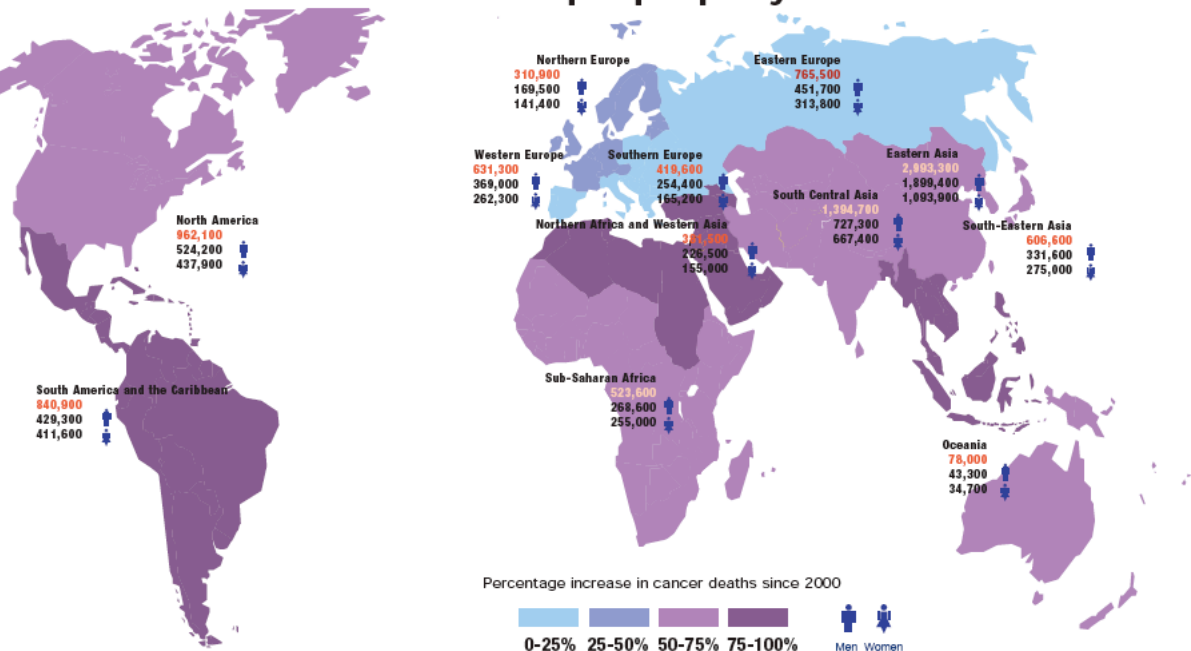 Northern Europe
310,900
169,500
141,400
Eastern Europe
765,500
451,700
313,800
Western Europe
631,300
369,000
262,300
Southern Europe
419,600
254,400
165,200
Eastern Asia
2,993,300
1,899,400
1,093,900
South Central Asia
1,394,700
727,300
667,400
North America
962,100
524,200
437,900
Northern Africa and Western Asia
381,500
226,500
155,000
South-Eastern Asia
606,600
331,600
275,000
South America and the Caribbean
840,900
429,300
411,600
Sub-Saharan Africa
523,600
268,600
255,000
Oceania
78,000
43,300
34,700
Percentage increase in cancer deaths since 2000
0-25% 25-50% 50-75% 75-100%
Men Women